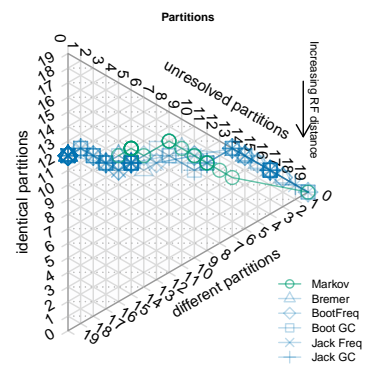 Partitions
0 1 2 3 4 5 6 7 8 9 10 11 12 13 14 15 16 17 18 19
unresolved partitions
Increasing RF distance
19
18
17
16
15
14
13
12
11
10
9
8
7
6
5
4
3
2
1
0
identical partitions
19 18 17 16 15 14 13 12 11 10 9 8 7 6 5 4 3 2 1 0
different partitions
Markov
Bremer
BootFreq
Boot GC
Jack Freq
Jack GC